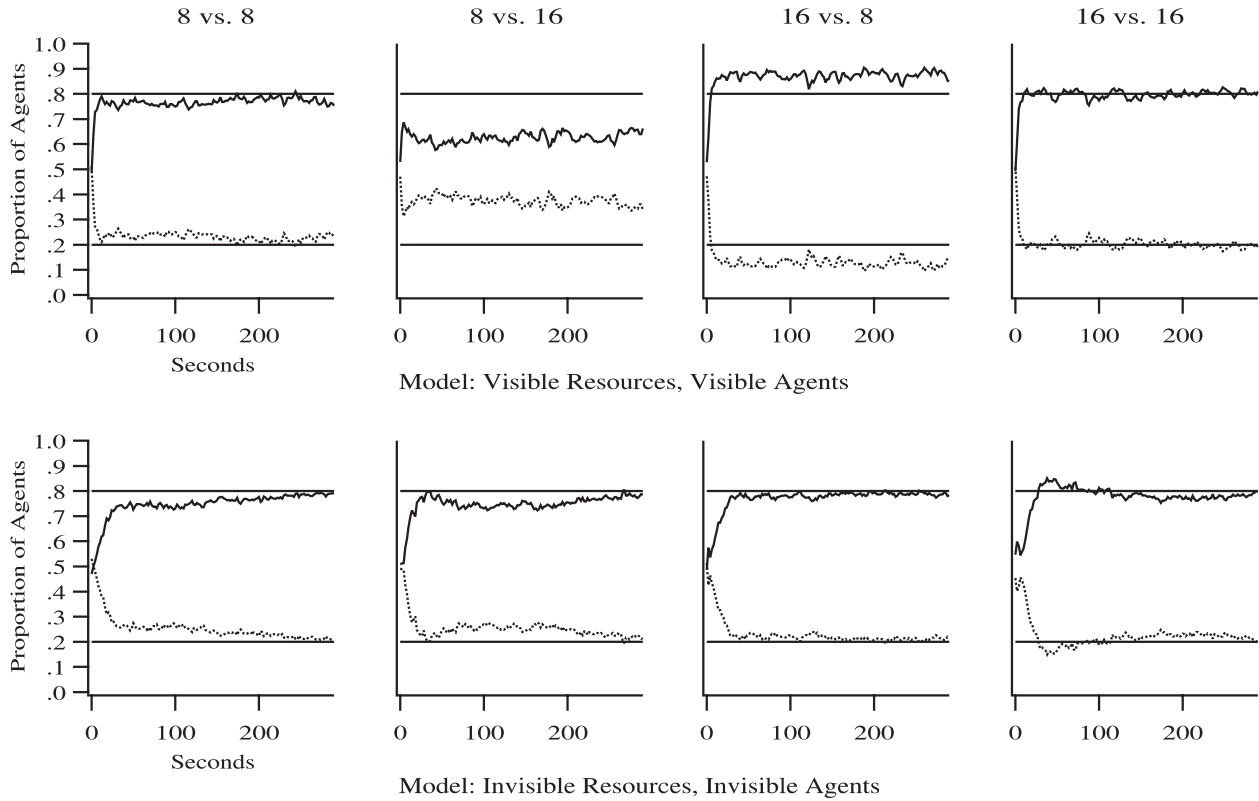 8 vs. 8
8 vs. 16
16 vs. 8
16 vs. 16
Proportion of Agents
1.0
.9
.8
.7
.6
.5
.4
.3
.2
.1
.0
0 100 200
0 100 200
0 100 200
0 100 200
Seconds
Model: Visible Resources, Visible Agents
Proportion of Agents
1.0
.9
.8
.7
.6
.5
.4
.3
.2
.1
.0
0 100 200
0 100 200
0 100 200
0 100 200
Seconds
Model: Invisible Resources, Invisible Agents